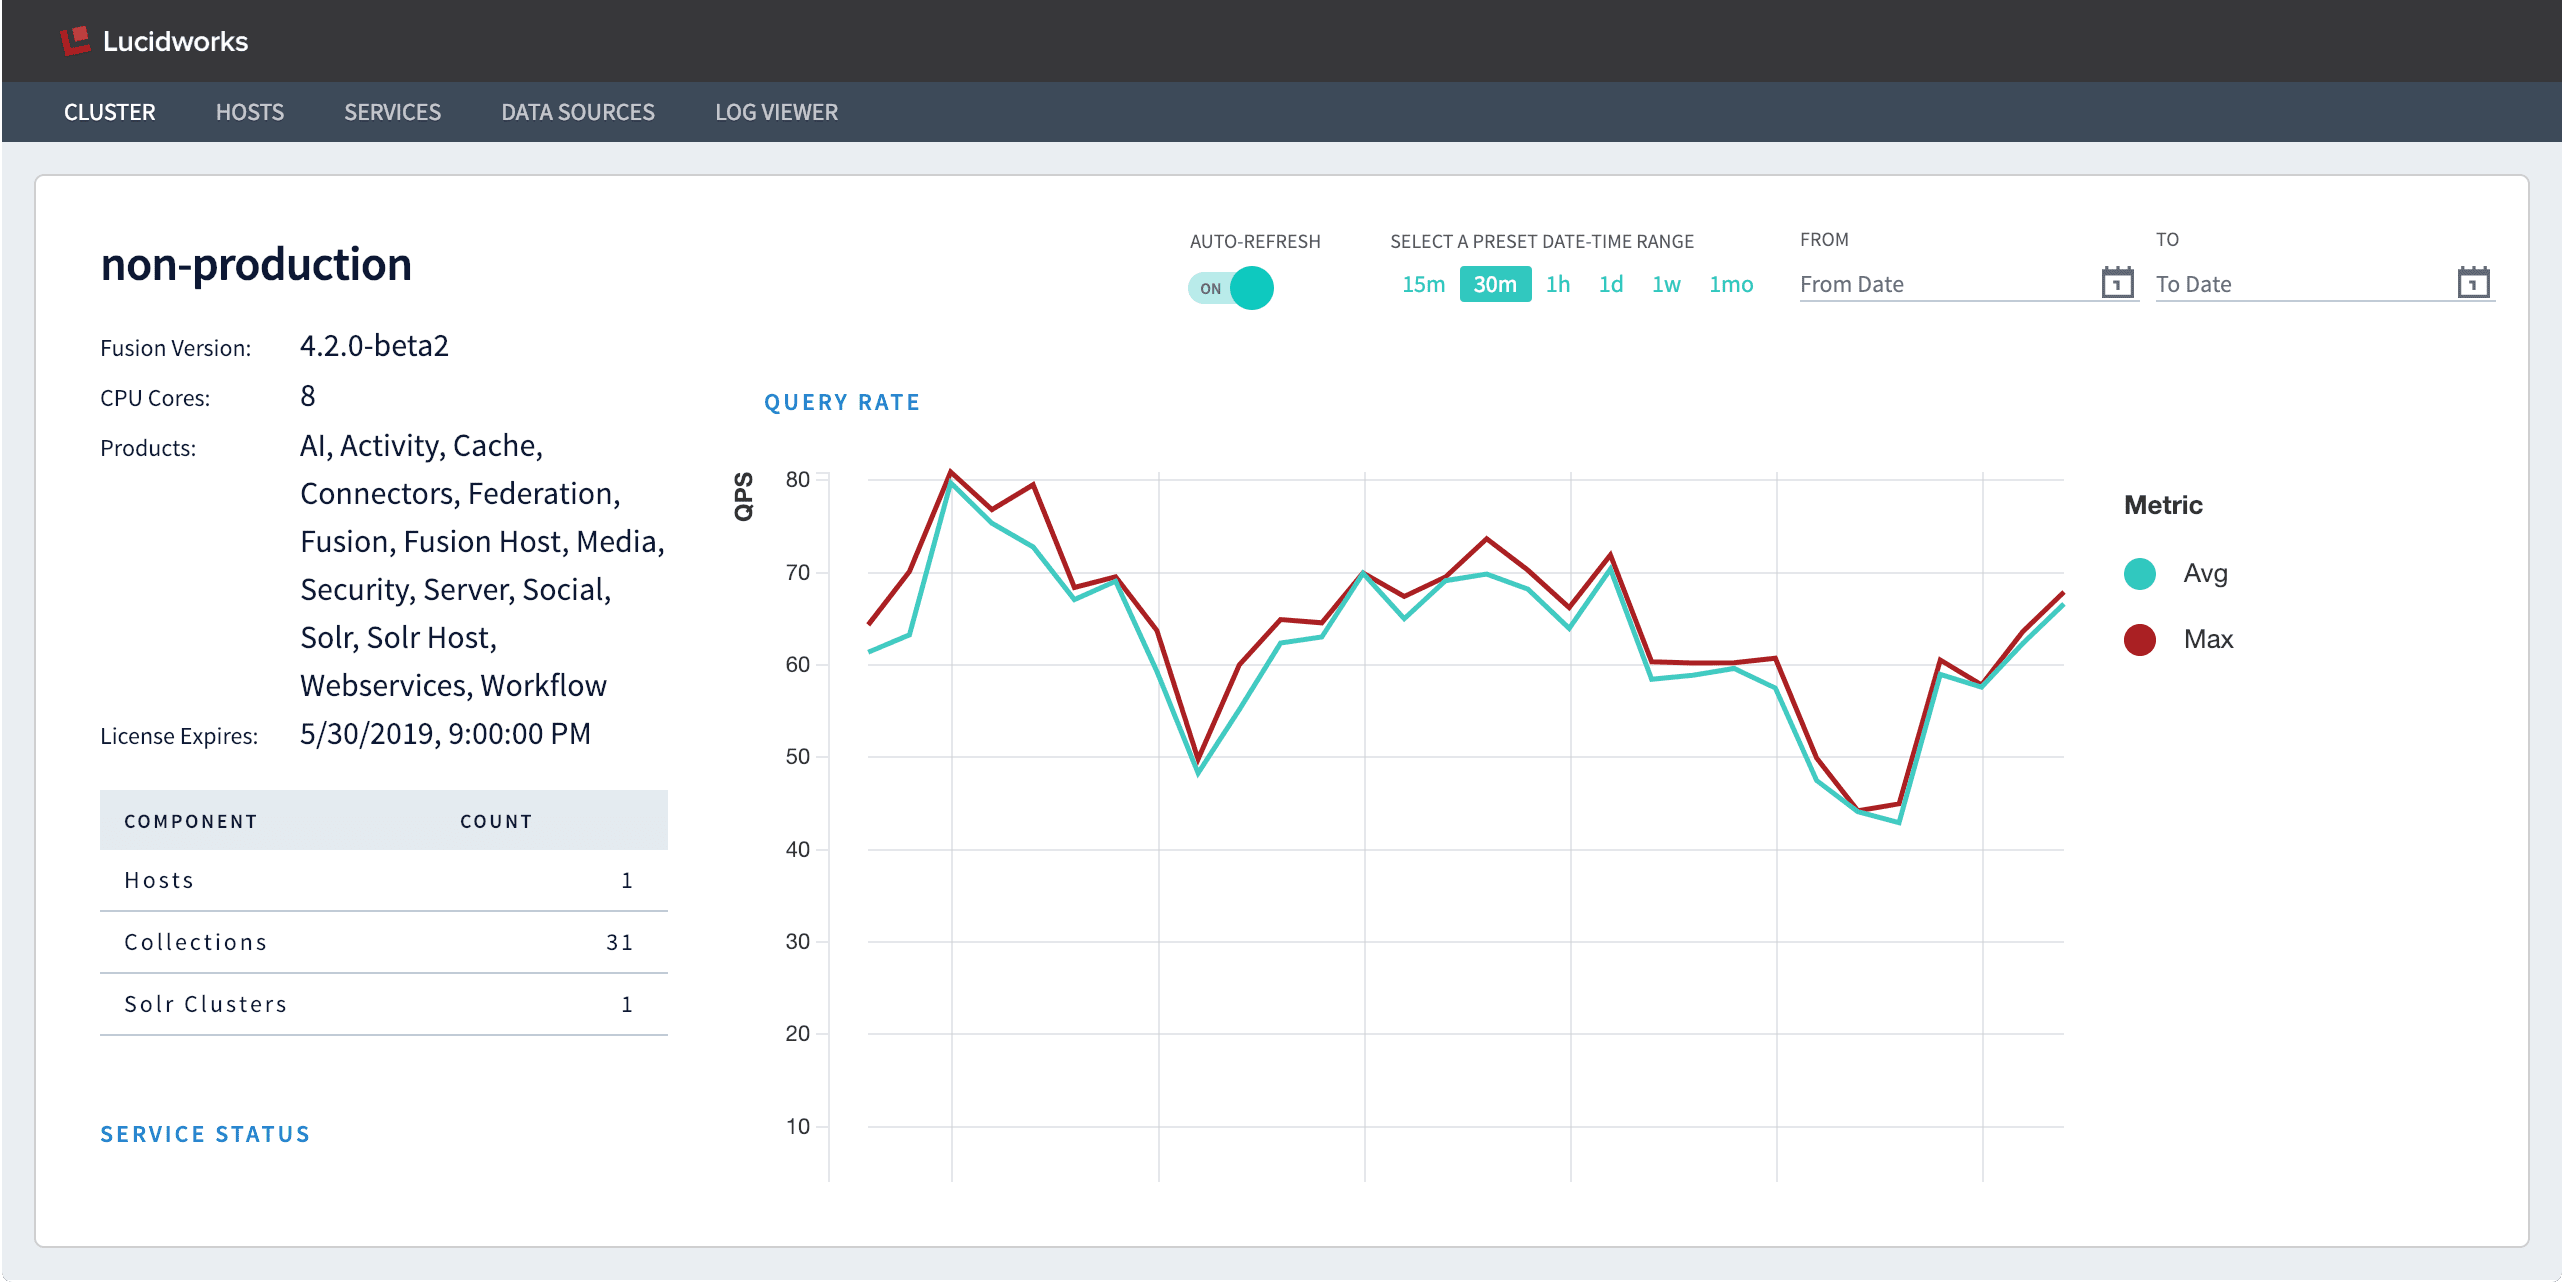 Lucidworks
CLUSTER HOSTS SERVICES DATA SOURCES LOG VIEWER
non-production
AUTO-REFRESH
ON
SELECT A PRESET DATE-TIME RANGE
15m 30m 1h 1d 1w 1mo
FROM
From Date
1
TO
To Date
1
Fusion Version: 4.2.0-beta2
CPU Cores: 8
Products: AI, Activity, Cache,
Connectors, Federation,
Fusion, Fusion Host, Media,
Security, Server, Social,
Solr, Solr Host,
Webservices, Workflow
License Expires: 5/30/2019, 9:00:00 PM
COMPONENT COUNT
Hosts 1
Collections 31
Solr Clusters 1
SERVICE STATUS
QUERY RATE
QPS
80
70
60
50
40
30
20
10
Metric
Avg
Max